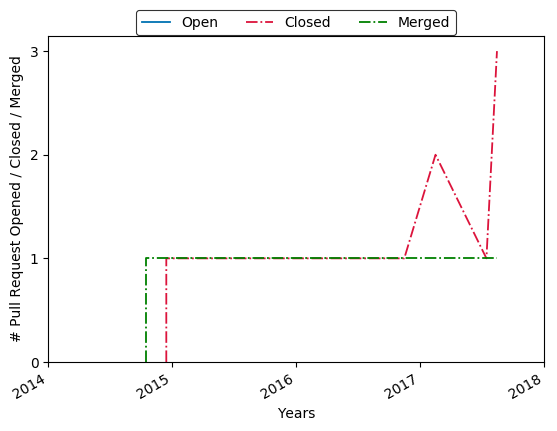 Open Closed Merged
# Pull Request Opened / Closed / Merged
3
2
1
0
2014 2015 2016 2017 2018
Years